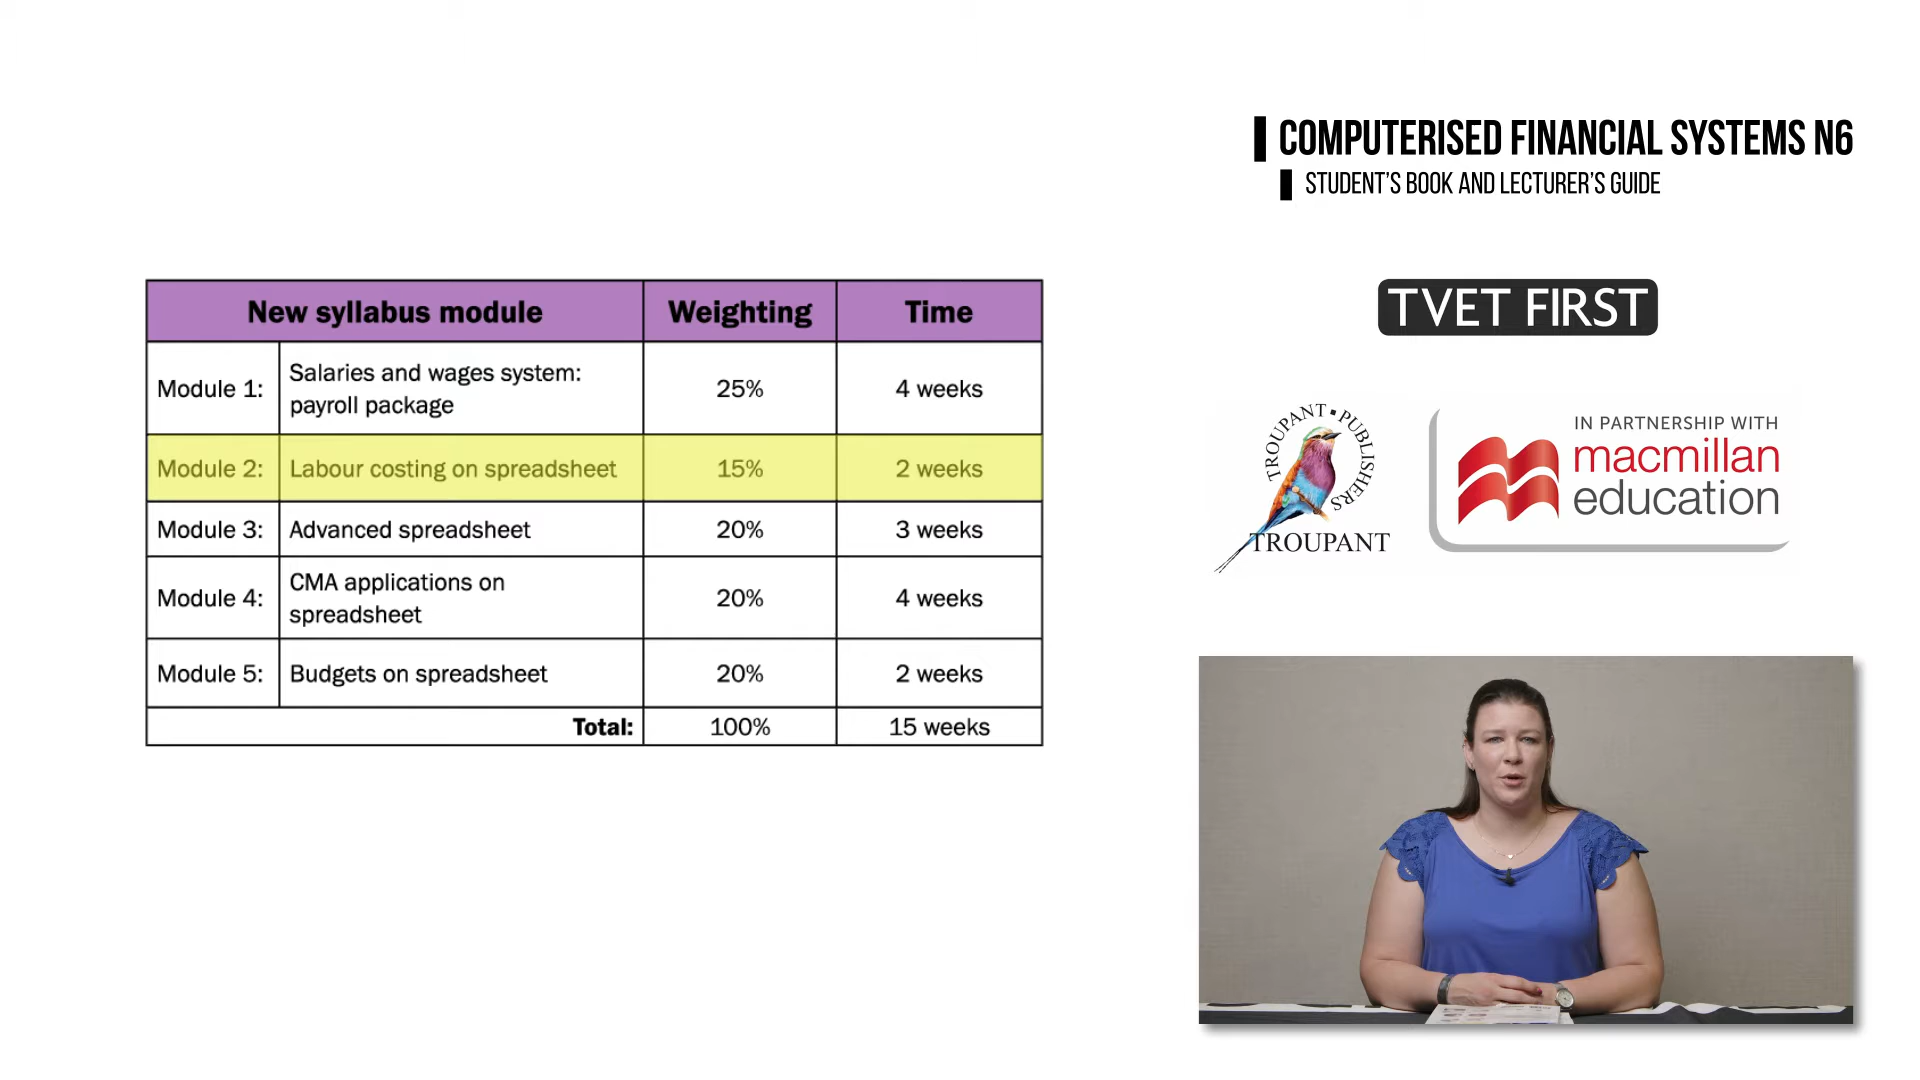 COMPUTERISED FINANCIAL SYSTEMS N6
STUDENT'S BOOK AND LECTURER'S GUIDE
New syllabus module Weighting Time
Module 1: Salaries and wages system: payroll package 25% 4 weeks
Module 2: Labour costing on spreadsheet 15% 2 weeks
Module 3: Advanced spreadsheet 20% 3 weeks
Module 4: CMA applications on spreadsheet 20% 4 weeks
Module 5: Budgets on spreadsheet 20% 2 weeks
Total: 100% 15 weeks
TVET FIRST
TROUPANT • PUBLISHERS
TROUPANT
IN PARTNERSHIP WITH
macmillan
education